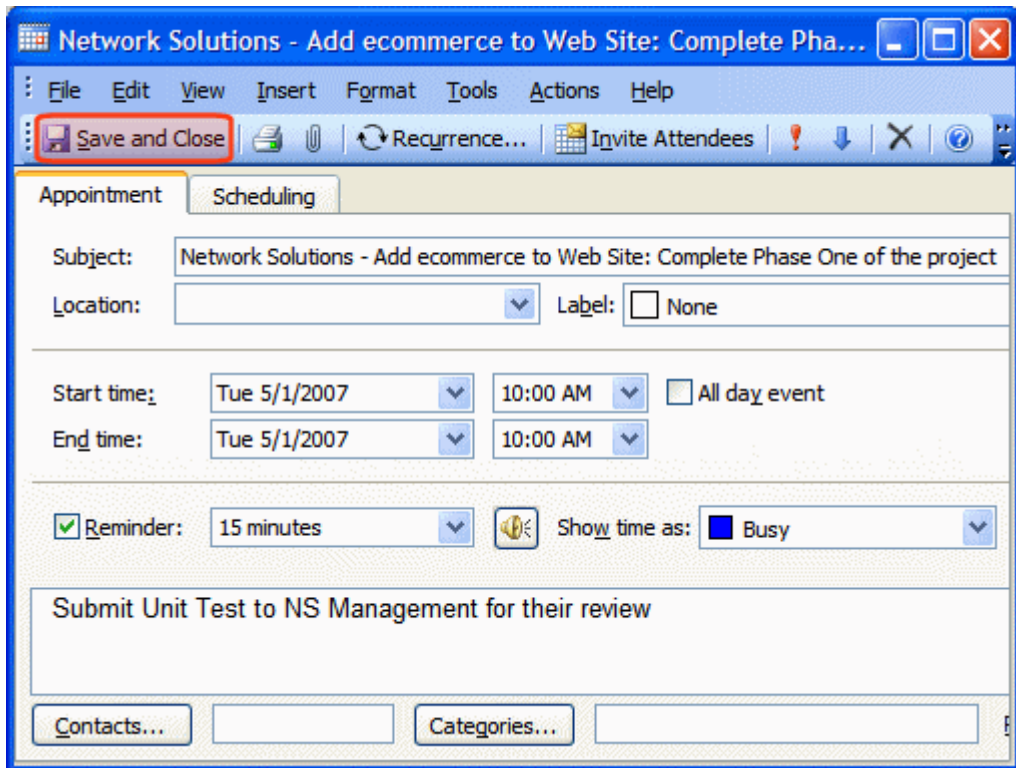 Network Solutions - Add ecommerce to Web Site: Complete Pha...
File Edit View Insert Format Tools Actions Help
Save and Close Recurrence... Invite Attendees
Appointment Scheduling
Subject: Network Solutions - Add ecommerce to Web Site: Complete Phase One of the project
Location: Label: None
Start time: Tue 5/1/2007 10:00 AM All day event
End time: Tue 5/1/2007 10:00 AM
Reminder: 15 minutes Show time as: Busy
Submit Unit Test to NS Management for their review
Contacts... Categories...